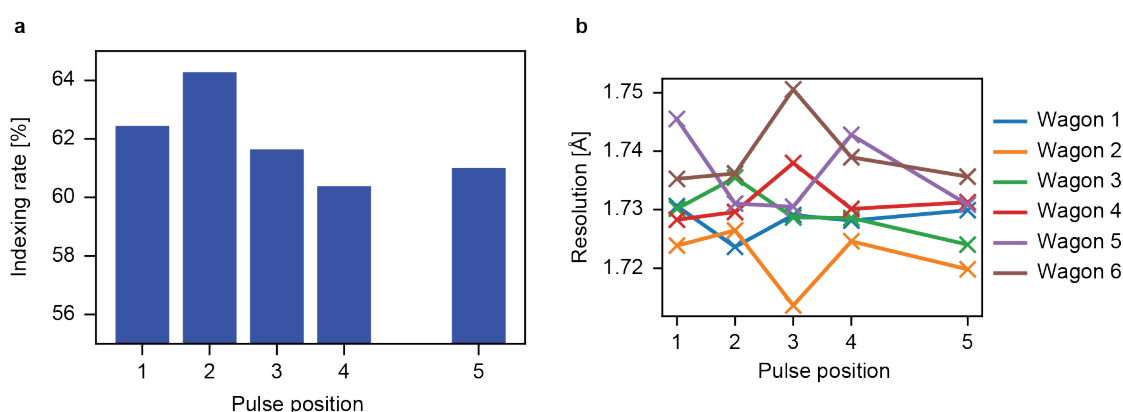 a
Indexing rate [%]
64
62
60
58
56
1 2 3 4 5
Pulse position
b
Resolution [Å]
1.75
1.74
1.73
1.72
1 2 3 4 5
Pulse position
Wagon 1
Wagon 2
Wagon 3
Wagon 4
Wagon 5
Wagon 6